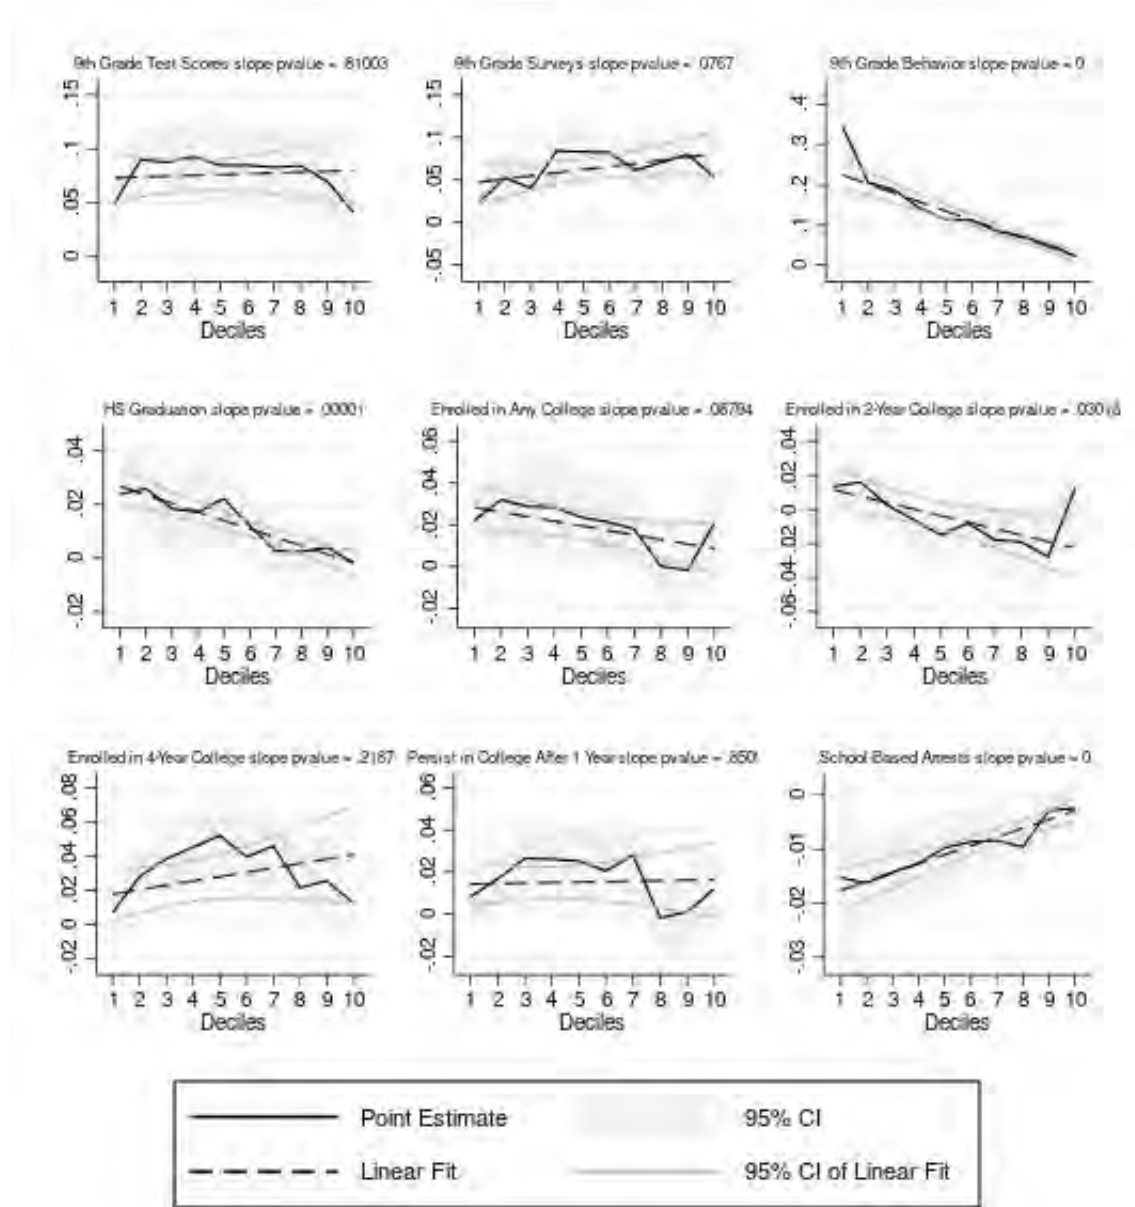 9th Grade Test Scores slope pvalue = .81003
9th Grade Surveys slope pvalue = .0767
9th Grade Behavior slope pvalue = 0
.15
.1
.05
0
1 2 3 4 5 6 7 8 9 10
Deciles
.15
.1
.05
0
-.05
1 2 3 4 5 6 7 8 9 10
Deciles
.4
.3
.2
.1
0
1 2 3 4 5 6 7 8 9 10
Deciles
HS Graduation slope pvalue = .00001
Enrolled in Any College slope pvalue = .08794
Enrolled in 2-Year College slope pvalue =
.04
.02
0
-.02
1 2 3 4 5 6 7 8 9 10
Deciles
.06
.04
.02
0
-.02
1 2 3 4 5 6 7 8 9 10
Deciles
.04
.02
0
-.02
-.04
-.06
1 2 3 4 5 6 7 8 9 10
Deciles
Enrolled in 4-Year College slope pvalue = .2187
Persist in College After 1 Year slope pvalue =
School-Based Arrests slope pvalue = 0
.08
.06
.04
.02
0
-.02
1 2 3 4 5 6 7 8 9 10
Deciles
.06
.04
.02
0
-.02
1 2 3 4 5 6 7 8 9 10
Deciles
0
-.01
-.02
-.03
1 2 3 4 5 6 7 8 9 10
Deciles
Point Estimate
95% CI
Linear Fit
95% CI of Linear Fit